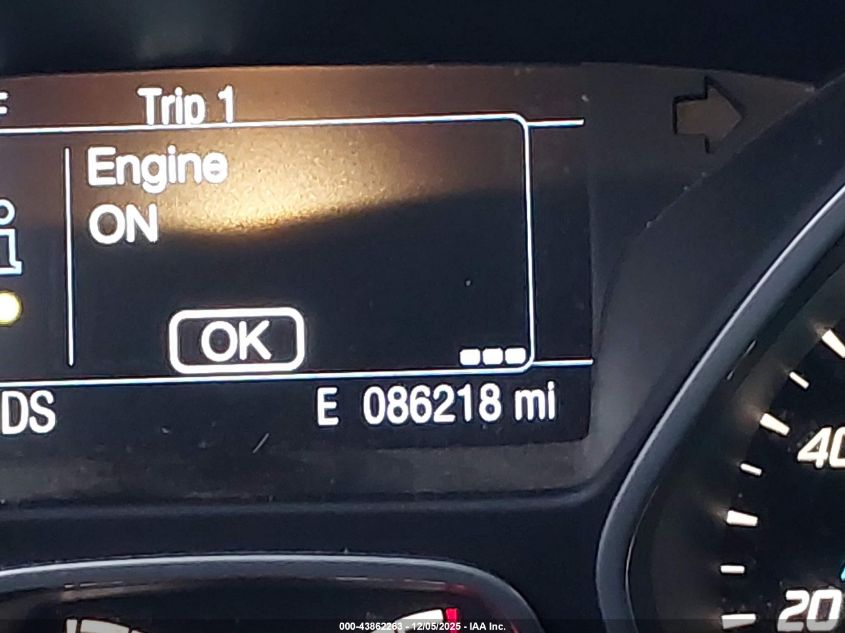 Trip 1
Engine
ON
OK
DS
E 086218 mi
40
20
000-43862263 - 12/05/2025 - IAA Inc.